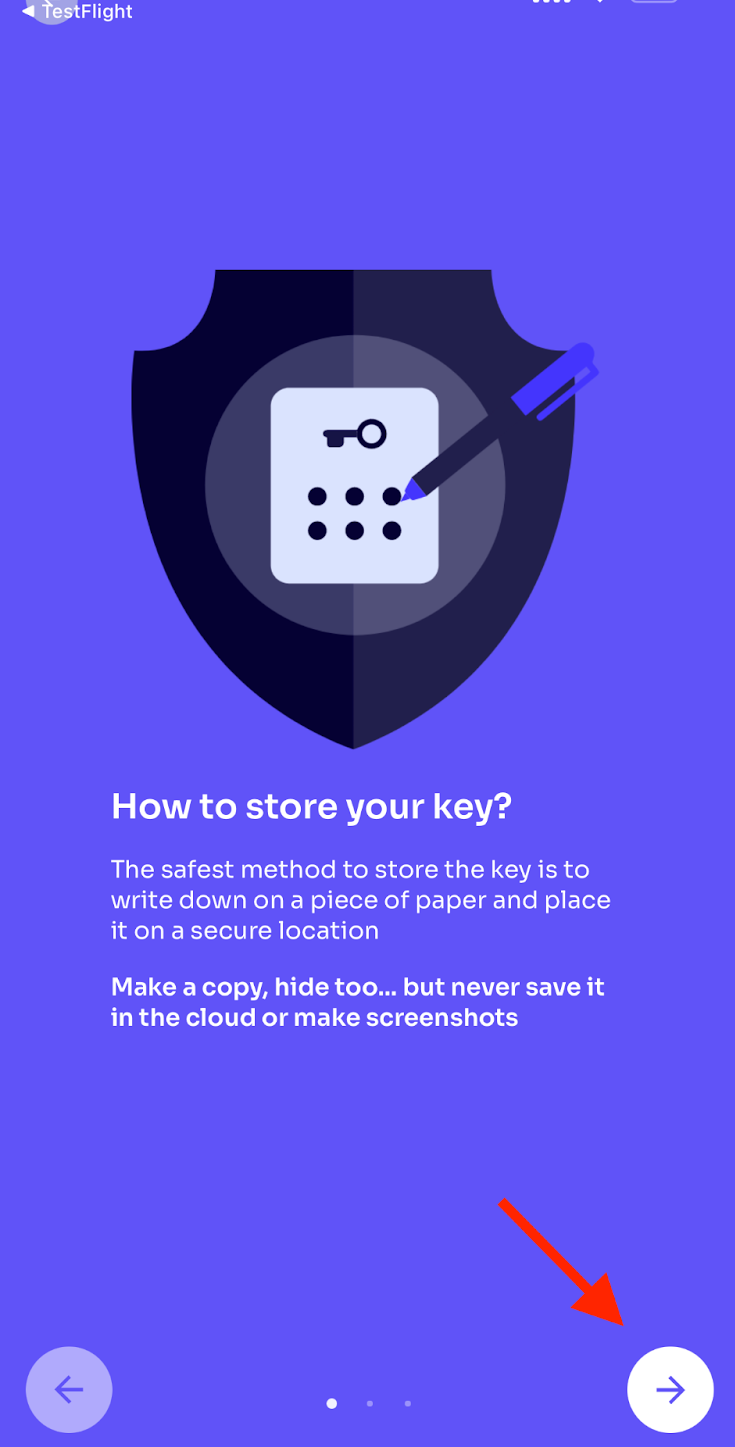 TestFlight
How to store your key?
The safest method to store the key is to
write down on a piece of paper and place
it on a secure location
Make a copy, hide too... but never save it
in the cloud or make screenshots